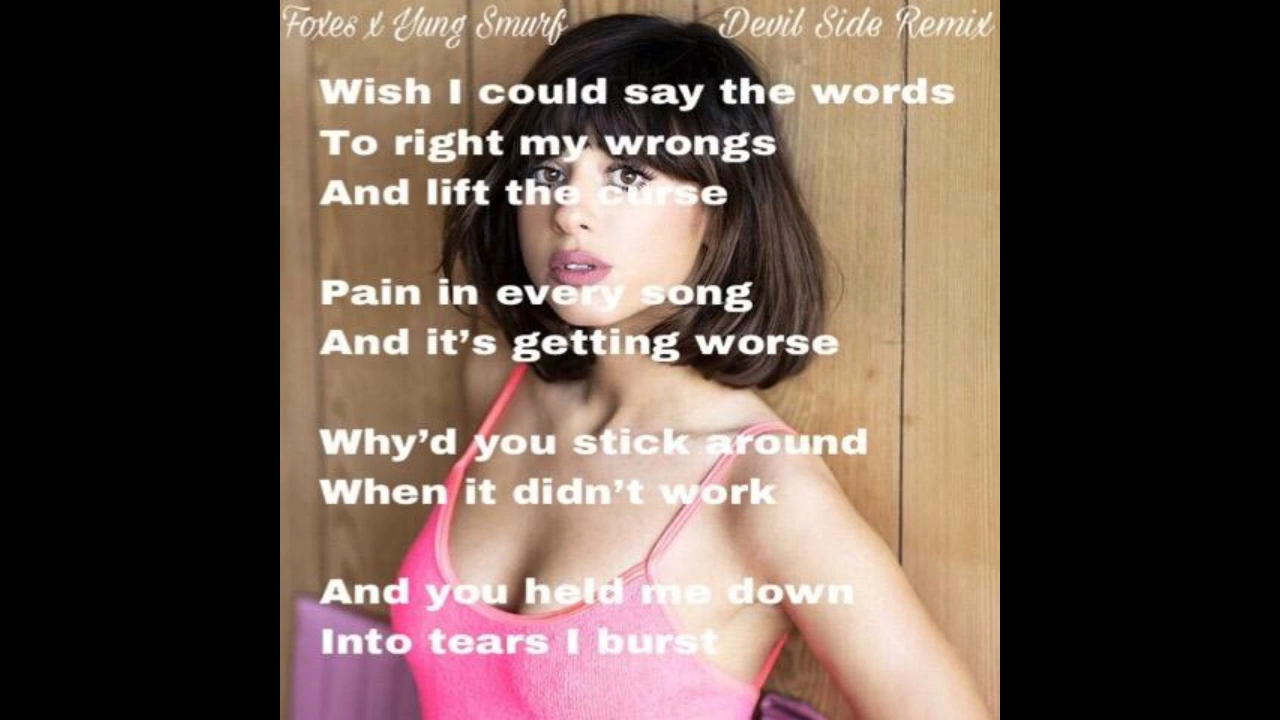 Foxes x Yung Smurf
Devil Side Remix
Wish I could say the words
To right my wrongs
And lift the curse
Pain in every song
And it’s getting worse
Why’d you stick around
When it didn’t work
And you held me down
Into tears I burst